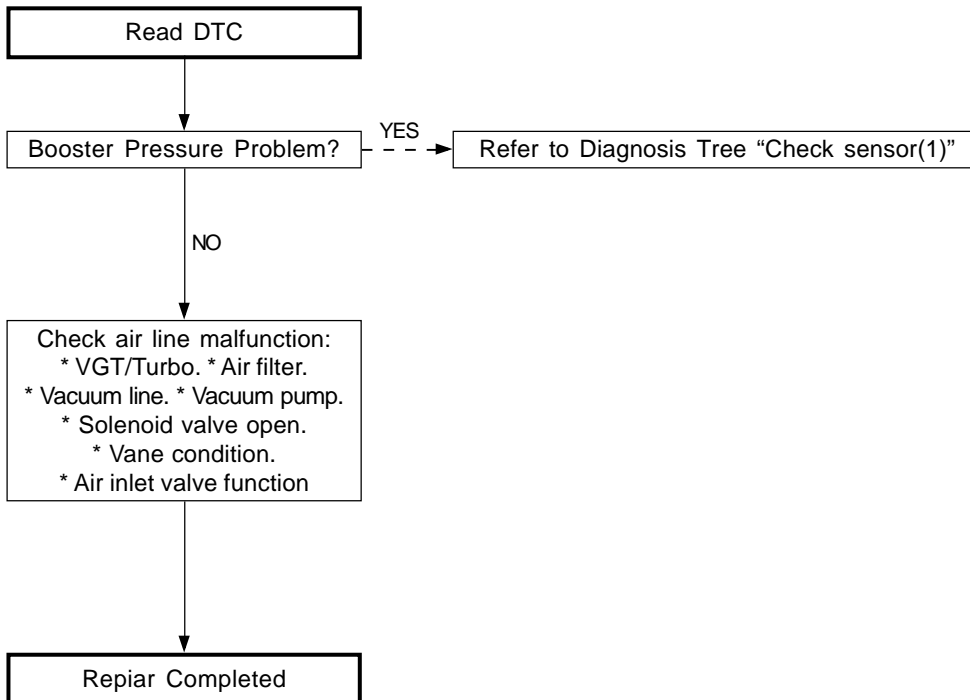 Read DTC
Booster Pressure Problem?
YES
Refer to Diagnosis Tree “Check sensor(1)”
NO
Check air line malfunction:
* VGT/Turbo. * Air filter.
* Vacuum line. * Vacuum pump.
* Solenoid valve open.
* Vane condition.
* Air inlet valve function
Repiar Completed